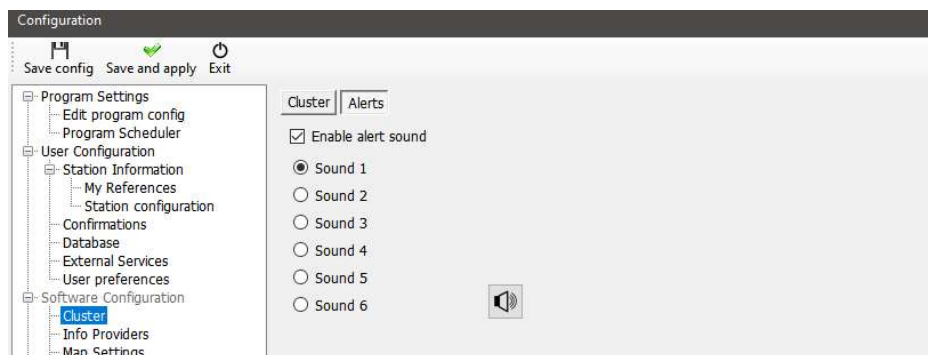 Configuration
Save config Save and apply Exit
Program Settings
Edit program config
Program Scheduler
User Configuration
Station Information
My References
Station configuration
Confirmations
Database
External Services
User preferences
Software Configuration
Cluster
Info Providers
Map Settings
Cluster Alerts
Enable alert sound
Sound 1
Sound 2
Sound 3
Sound 4
Sound 5
Sound 6